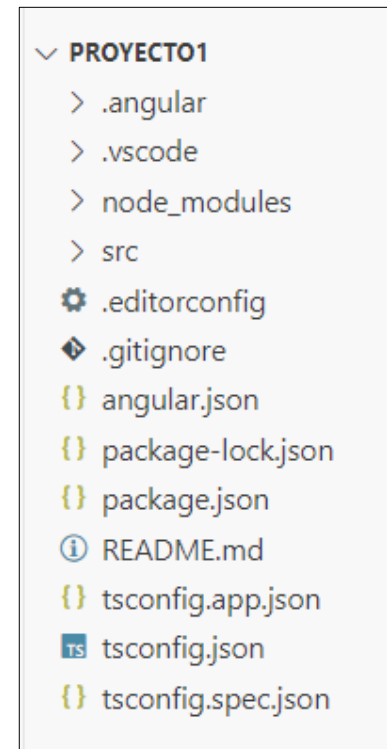 PROYECTO1
.angular
.vscode
node_modules
src
.editorconfig
.gitignore
{} angular.json
{} package-lock.json
{} package.json
README.md
{} tsconfig.app.json
TS tsconfig.json
{} tsconfig.spec.json